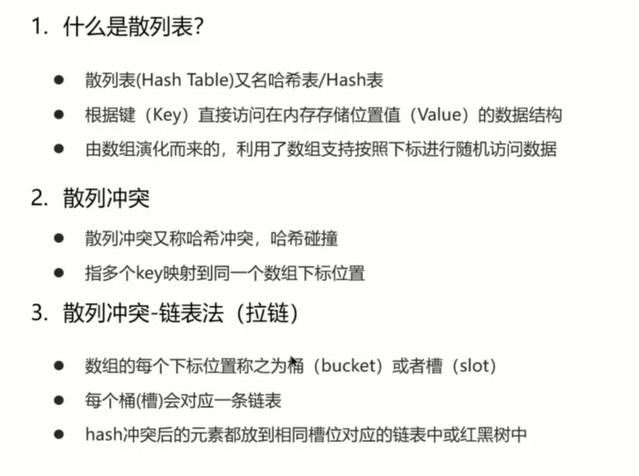 1. 什么是散列表？
● 散列表(Hash Table)又名哈希表/Hash表
● 根据键（Key）直接访问在内存存储位置值（Value）的数据结构
● 由数组演化而来的，利用了数组支持按照下标进行随机访问数据
2. 散列冲突
● 散列冲突又称哈希冲突，哈希碰撞
● 指多个key映射到同一个数组下标位置
3. 散列冲突-链表法（拉链）
● 数组的每个下标位置称之为桶（bucket）或者槽（slot）
● 每个桶(槽)会对应一条链表
● hash冲突后的元素都放到相同槽位对应的链表中或红黑树中